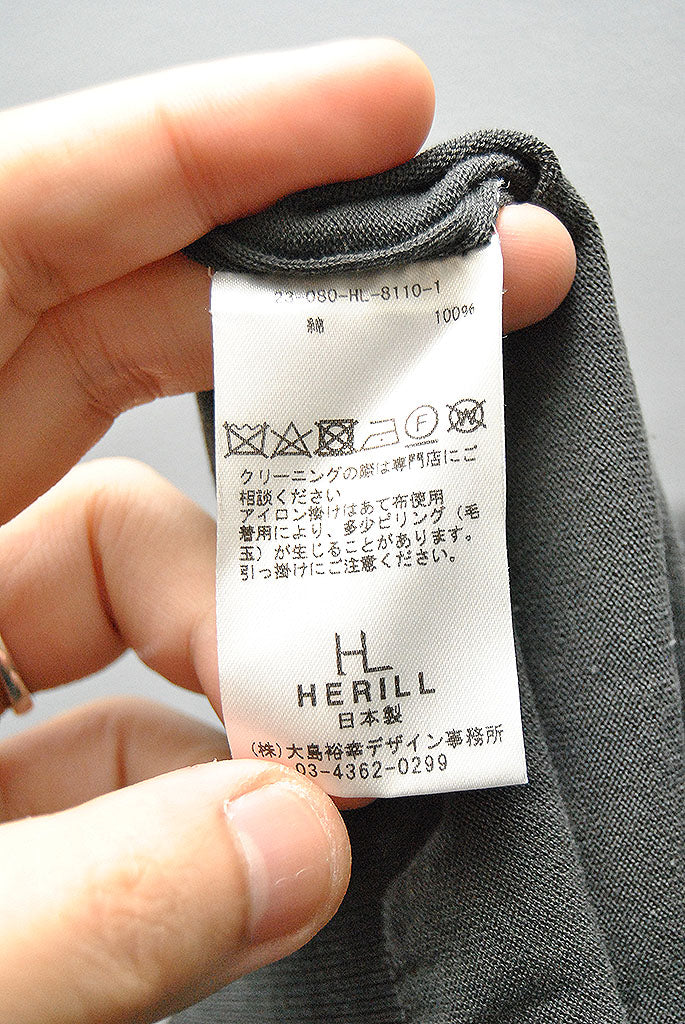 23-080-HL-8110-1
綿 100%
F W
クリーニングの際は専門店にご
相談ください
アイロン掛けはあて布使用
着用により、多少ピリング（毛
玉）が生じることがあります。
引っ掛けにご注意ください。
HL
HERILL
日本製
(株)大島裕幸デザイン事務所
03-4362-0299